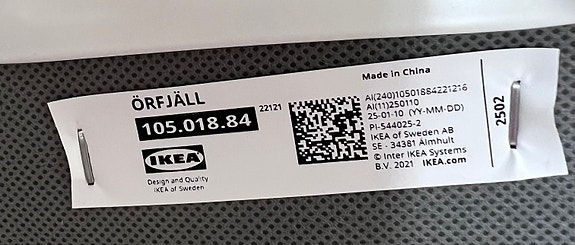 ÖRFJÄLL
105.018.84
22121
IKEA
Design and Quality
IKEA of Sweden
Made in China
AI(240)10501884221216
AI(11)250110
25-01-10 (YY-MM-DD)
PI-544025-2
IKEA of Sweden AB
SE - 34381 Älmhult
© Inter IKEA Systems
B.V. 2021 IKEA.com
2502